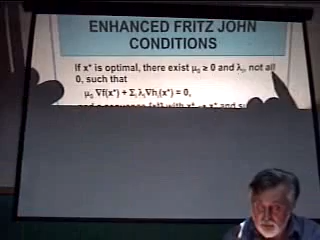 ENHANCED FRITZ JOHN
CONDITIONS
If x* is optimal, there exist μ₀ ≥ 0 and λᵢ, not all
0, such that
μ₀ ∇f(x*) + Σᵢ λᵢ∇hᵢ(x*) = 0,